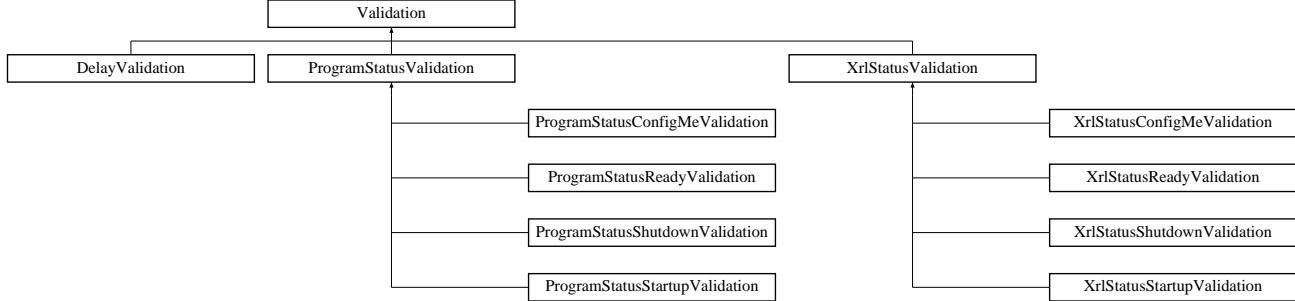 Validation
DelayValidation
ProgramStatusValidation
XrlStatusValidation
ProgramStatusConfigMeValidation
XrlStatusConfigMeValidation
ProgramStatusReadyValidation
XrlStatusReadyValidation
ProgramStatusShutdownValidation
XrlStatusShutdownValidation
ProgramStatusStartupValidation
XrlStatusStartupValidation